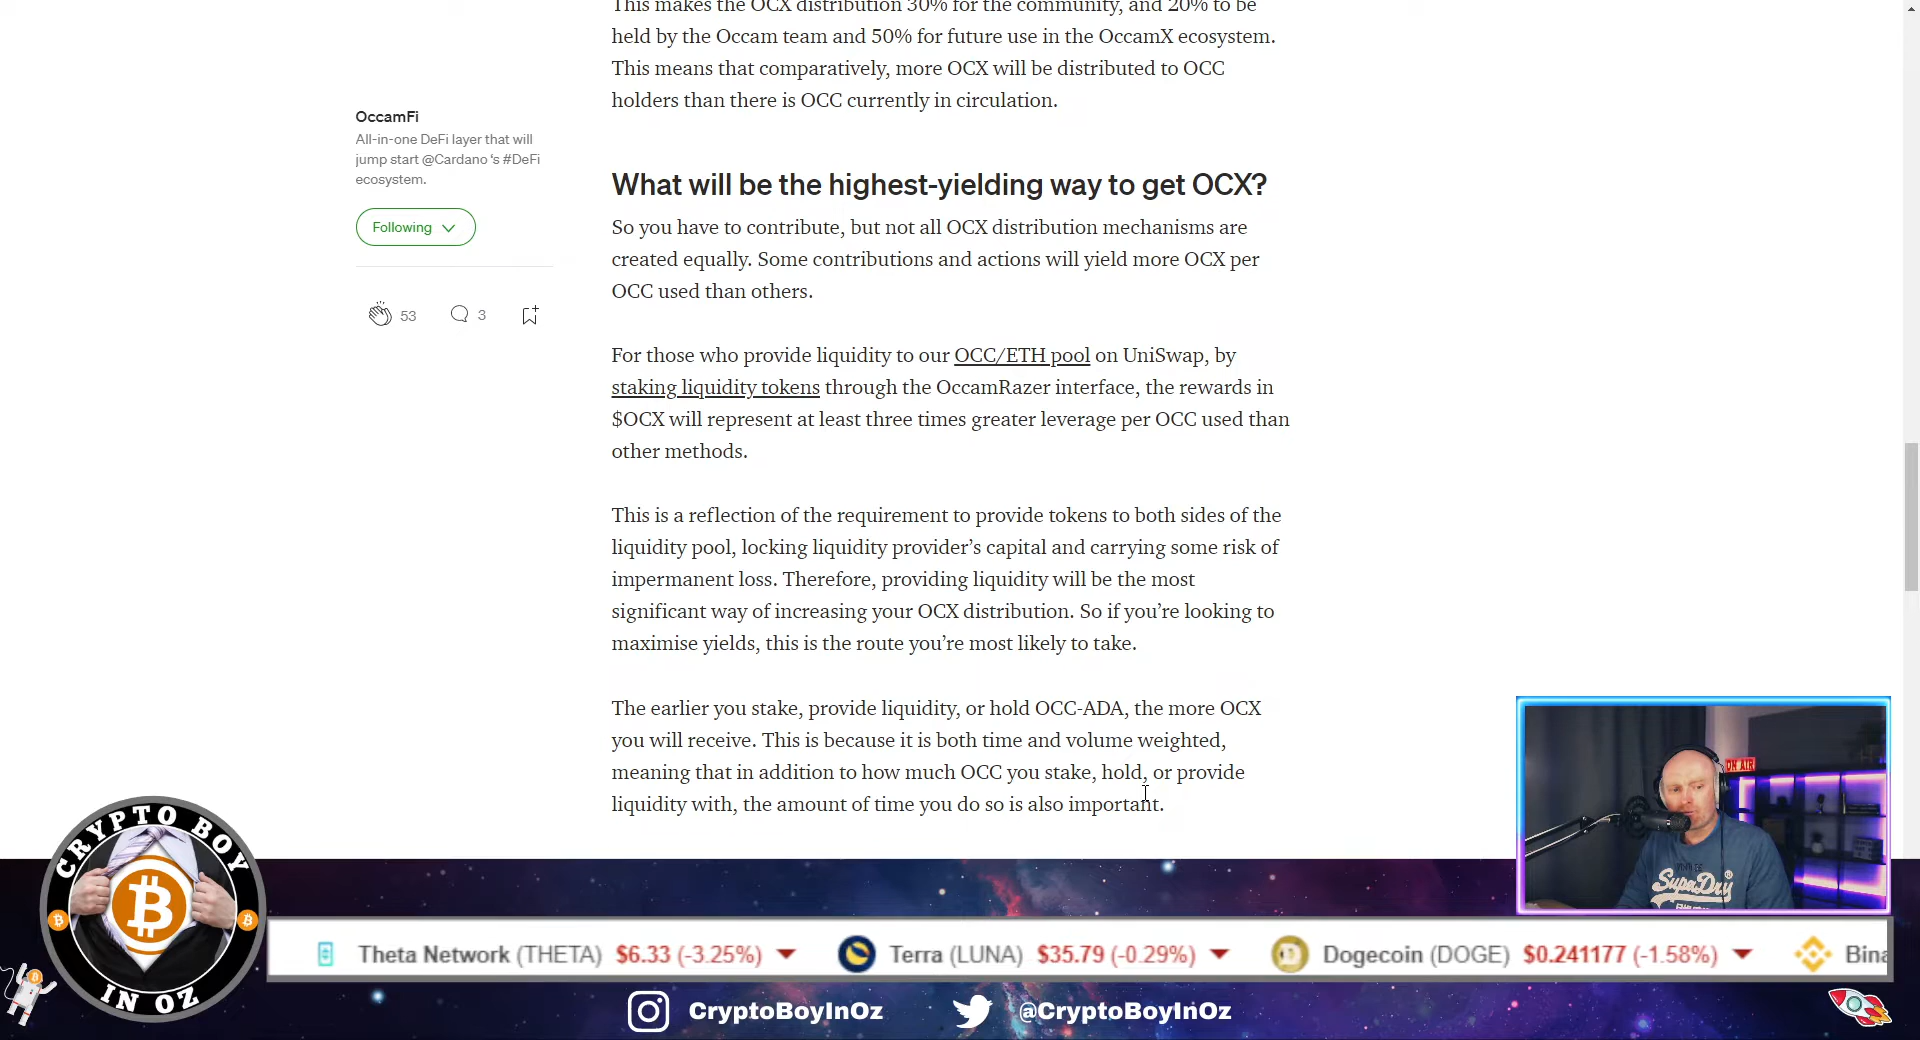 This makes the OCX distribution 30% for the community, and 20% to be
held by the Occam team and 50% for future use in the OccamX ecosystem.
This means that comparatively, more OCX will be distributed to OCC
holders than there is OCC currently in circulation.
OccamFi
All-in-one DeFi layer that will
jump start @Cardano 's #DeFi
ecosystem.
Following
53
3
What will be the highest-yielding way to get OCX?
So you have to contribute, but not all OCX distribution mechanisms are
created equally. Some contributions and actions will yield more OCX per
OCC used than others.
For those who provide liquidity to our OCC/ETH pool on UniSwap, by
staking liquidity tokens through the OccamRazer interface, the rewards in
$OCX will represent at least three times greater leverage per OCC used than
other methods.
This is a reflection of the requirement to provide tokens to both sides of the
liquidity pool, locking liquidity provider’s capital and carrying some risk of
impermanent loss. Therefore, providing liquidity will be the most
significant way of increasing your OCX distribution. So if you’re looking to
maximise yields, this is the route you’re most likely to take.
The earlier you stake, provide liquidity, or hold OCC-ADA, the more OCX
you will receive. This is because it is both time and volume weighted,
meaning that in addition to how much OCC you stake, hold, or provide
liquidity with, the amount of time you do so is also important.
ON AIR
SupaDry
CRYPTO BOY
IN OZ
Theta Network (THETA) $6.33 (-3.25%)
Terra (LUNA) $35.79 (-0.29%)
Dogecoin (DOGE) $0.241177 (-1.58%)
Bina
CryptoBoyInOz
@CryptoBoyInOz